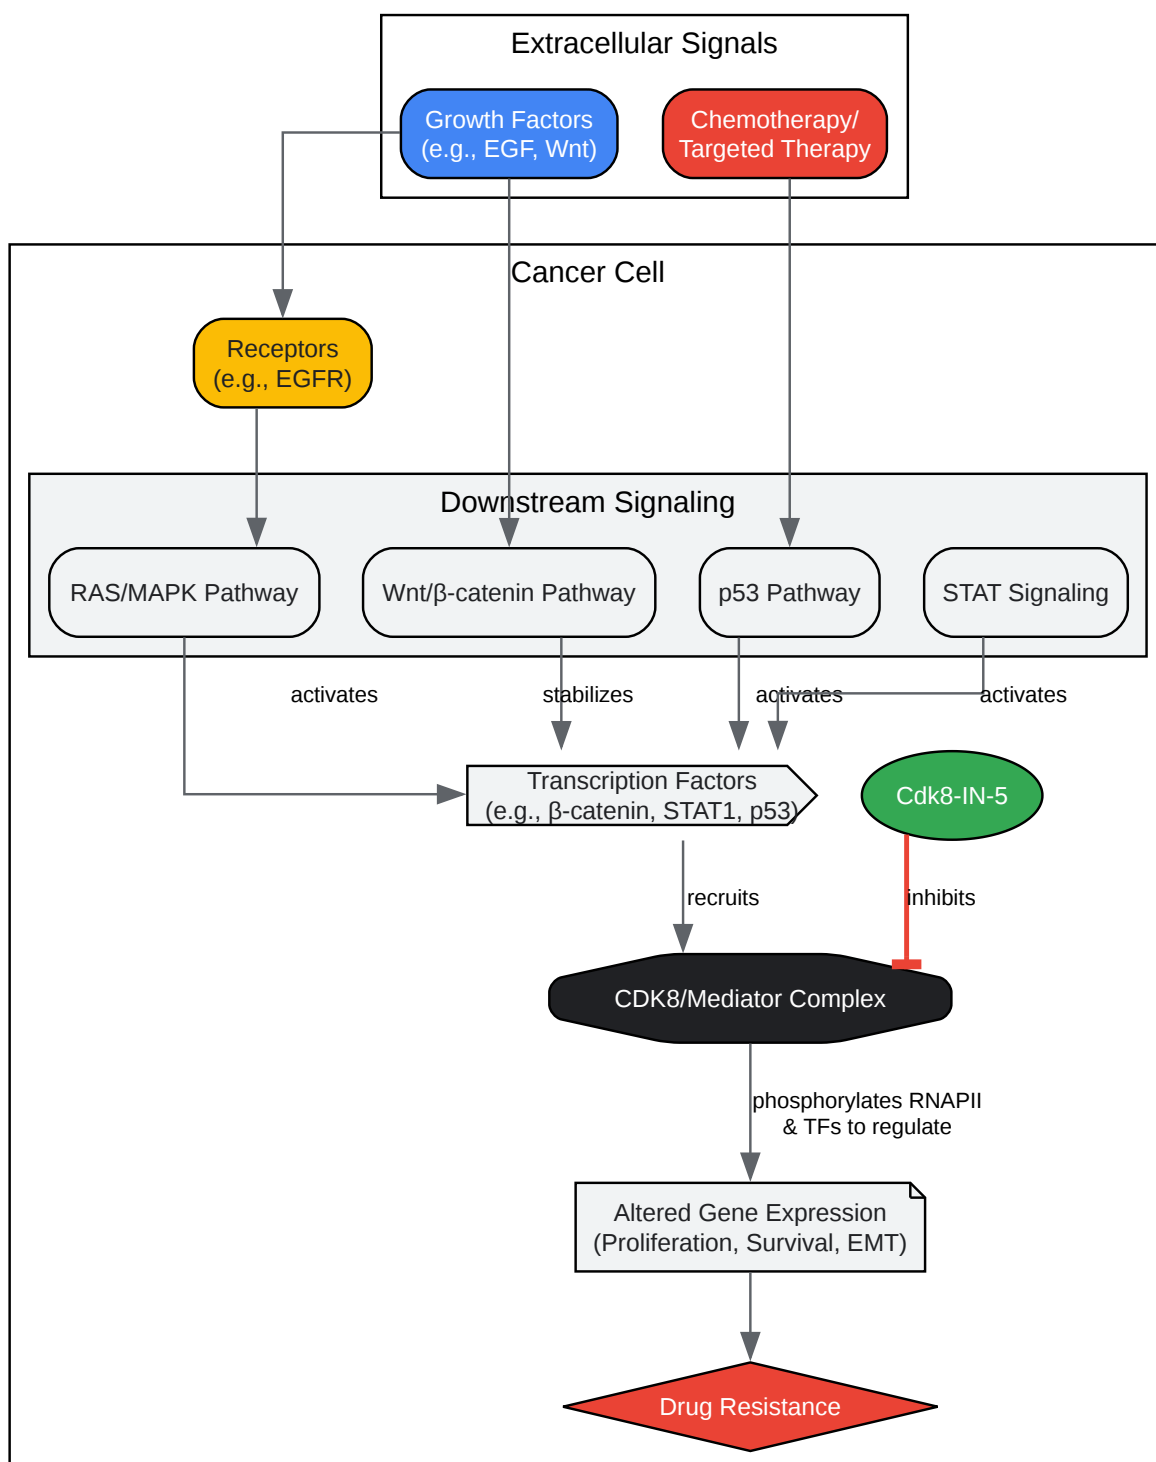 Extracellular Signals
Growth Factors
(e.g., EGF, Wnt)
Chemotherapy/
Targeted Therapy
Cancer Cell
Receptors
(e.g., EGFR)
Downstream Signaling
RAS/MAPK Pathway
Wnt/β-catenin Pathway
p53 Pathway
STAT Signaling
activates
stabilizes
activates
activates
Transcription Factors
(e.g., β-catenin, STAT1, p53)
Cdk8-IN-5
recruits
inhibits
CDK8/Mediator Complex
phosphorylates RNAPII
& TFs to regulate
Altered Gene Expression
(Proliferation, Survival, EMT)
Drug Resistance